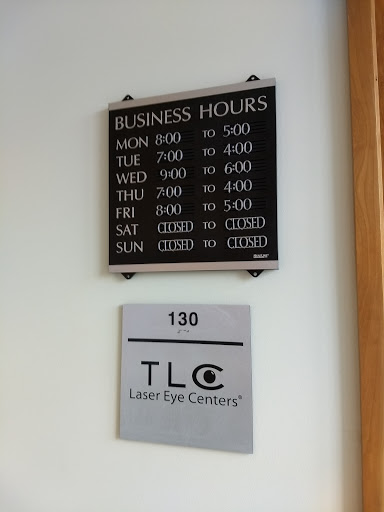 BUSINESS HOURS
MON 8:00 TO 5:00
TUE 7:00 TO 4:00
WED 9:00 TO 6:00
THU 7:00 TO 4:00
FRI 8:00 TO 5:00
SAT CLOSED TO CLOSED
SUN CLOSED TO CLOSED
130
TLC
Laser Eye Centers®